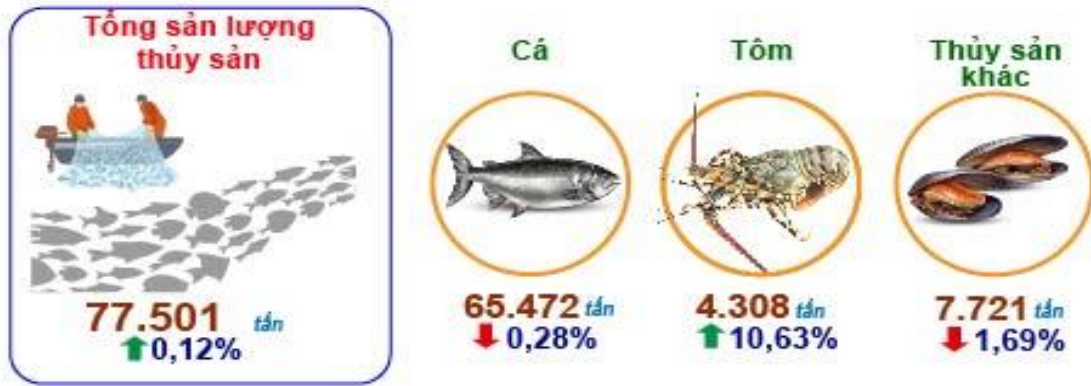 Tổng sản lượng
thủy sản
77.501 tấn
0,12%
Cá
65.472 tấn
0,28%
Tôm
4.308 tấn
10,63%
Thủy sản
khác
7.721 tấn
1,69%